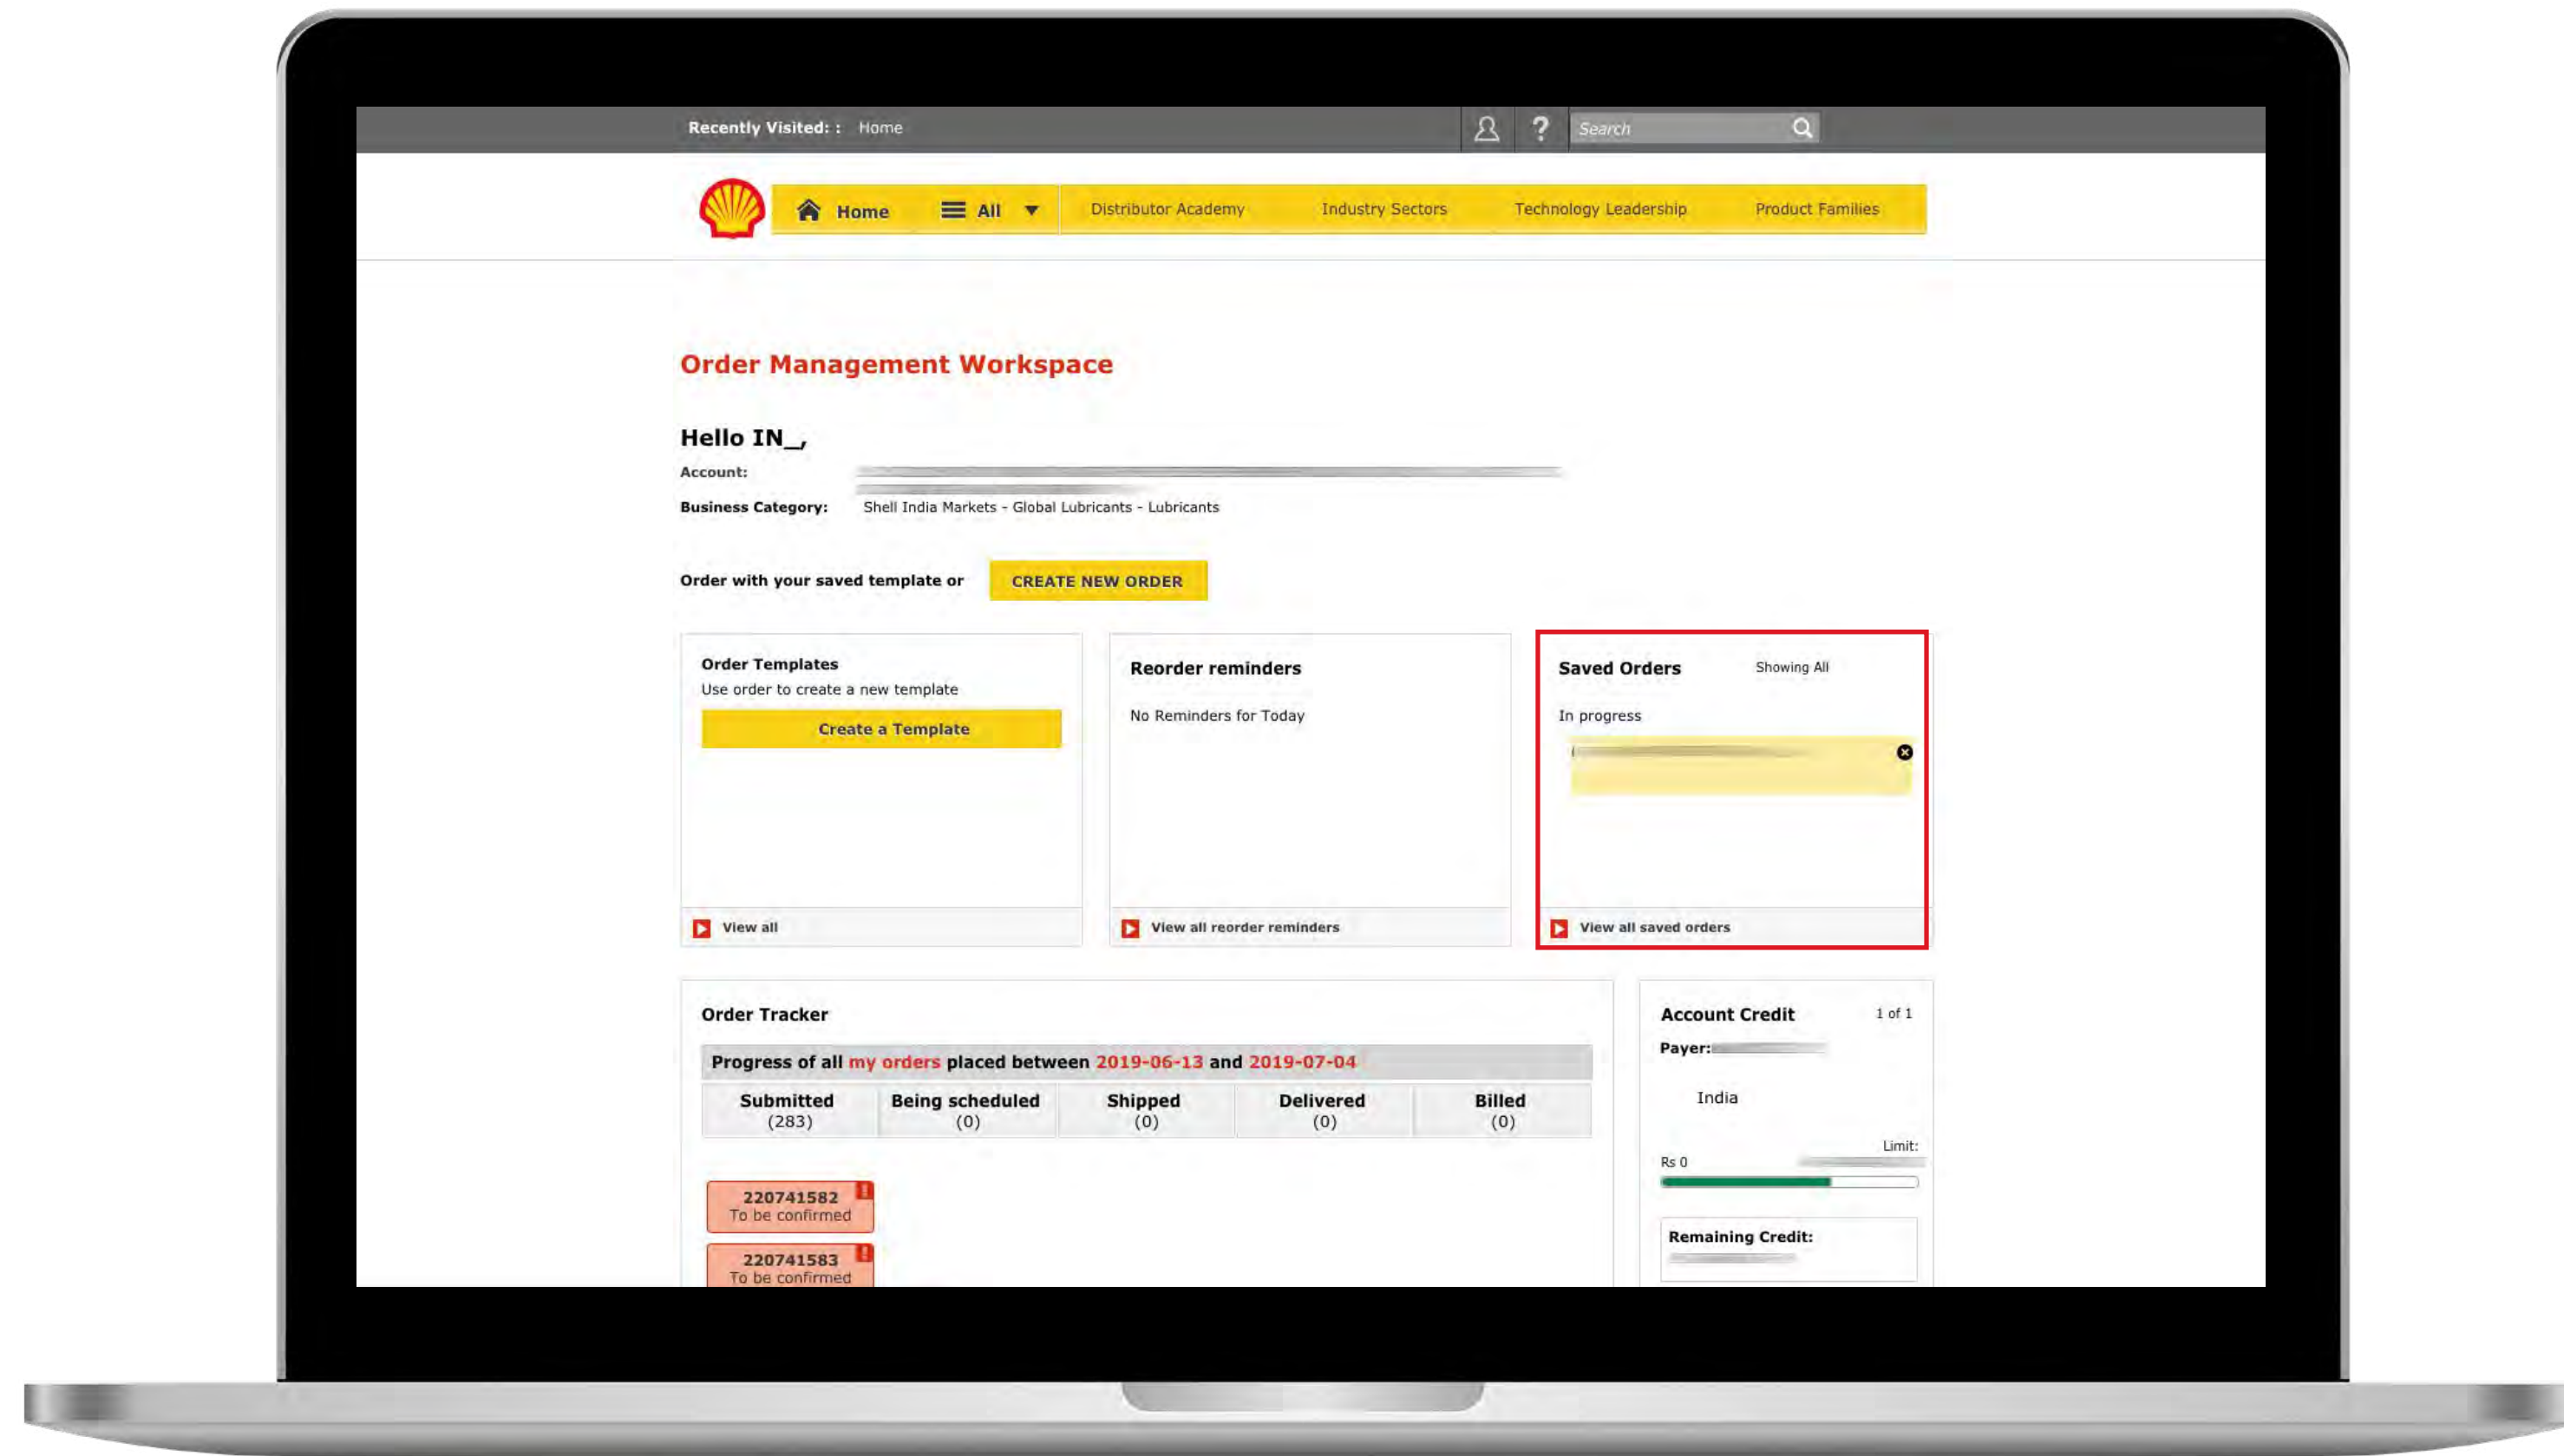 Recently Visited: : Home
? Search
Home All Distributor Academy Industry Sectors Technology Leadership Product Families
Order Management Workspace
Hello IN_,
Account:
Business Category: Shell India Markets - Global Lubricants - Lubricants
Order with your saved template or CREATE NEW ORDER
Order Templates
Use order to create a new template
Create a Template
View all
Reorder reminders
No Reminders for Today
View all reorder reminders
Saved Orders Showing All
In progress
View all saved orders
Order Tracker
Progress of all my orders placed between 2019-06-13 and 2019-07-04
Submitted Being scheduled Shipped Delivered Billed
(283) (0) (0) (0) (0)
220741582
To be confirmed
220741583
To be confirmed
Account Credit 1 of 1
Payer:
India
Limit:
Rs 0
Remaining Credit: